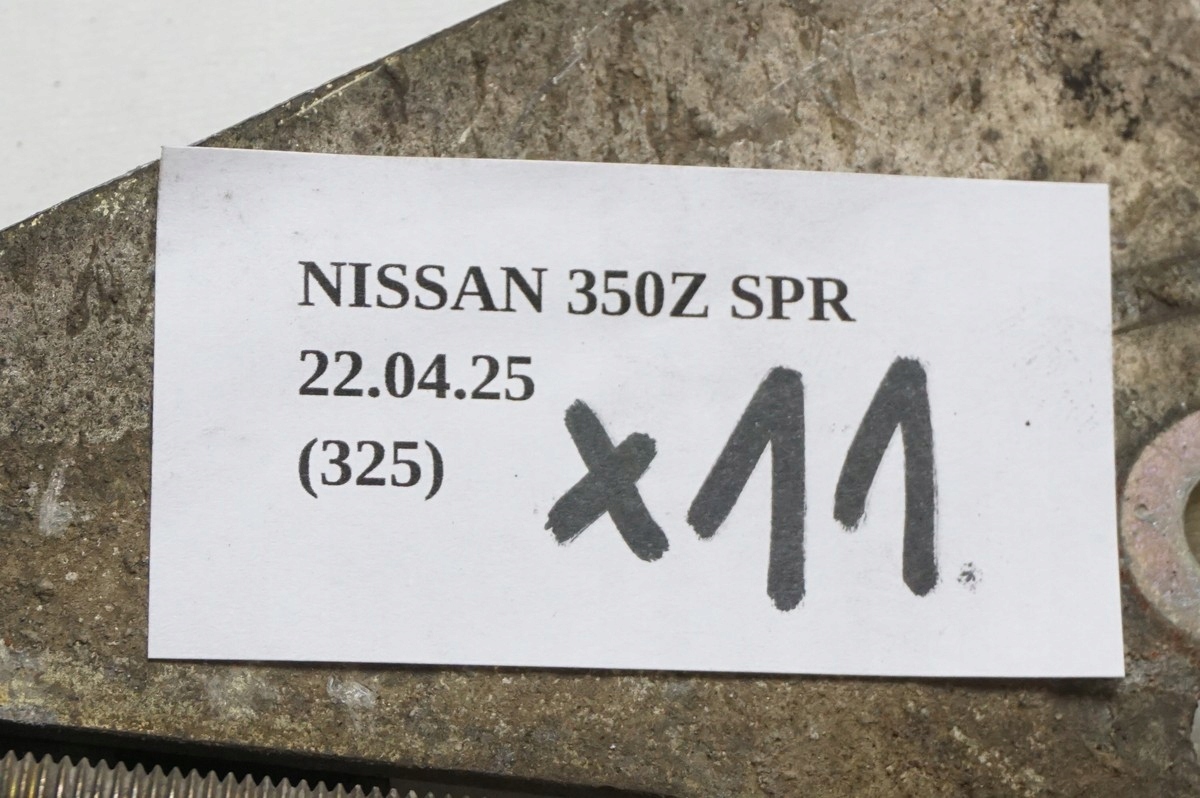 NISSAN 350Z SPR
22.04.25
(325)
x11